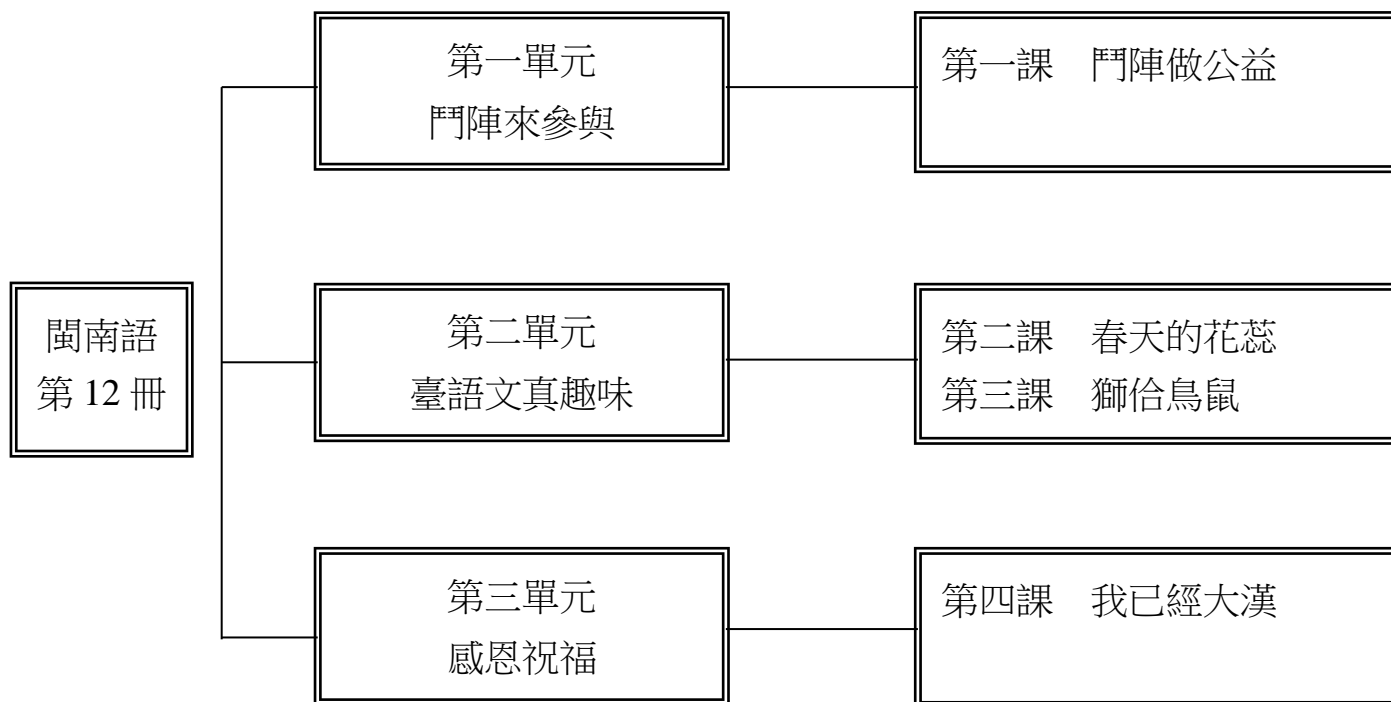 第一單元
鬥陣來參與
第一課 鬥陣做公益
閩南語
第 12 冊
第二單元
臺語文真趣味
第二課 春天的花蕊
第三課 獅佮鳥鼠
第三單元
感恩祝福
第四課 我已經大漢